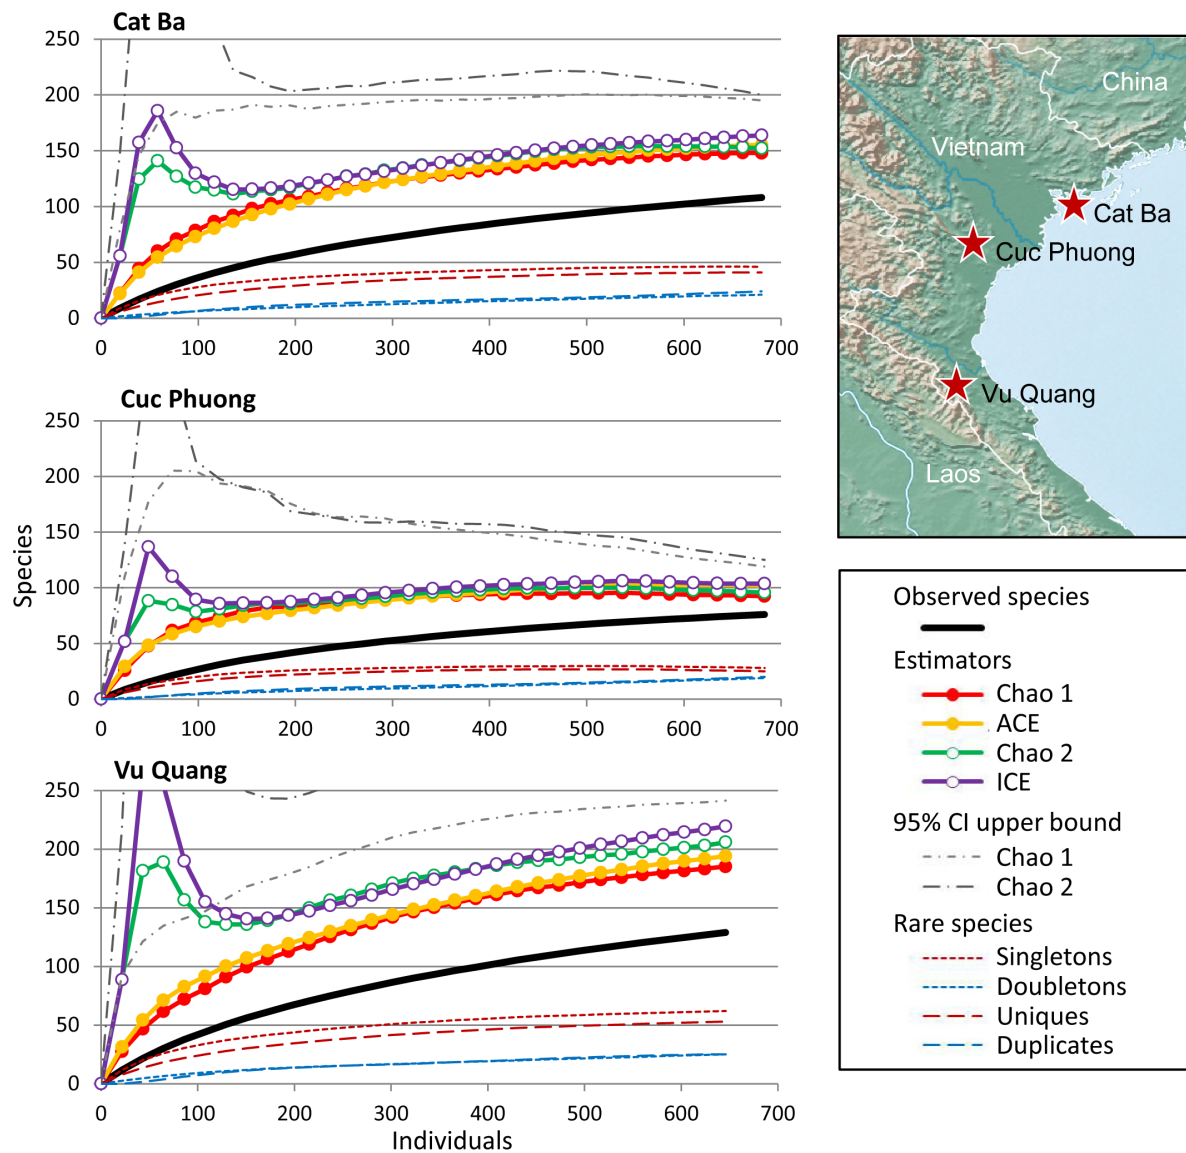 Cat Ba
250
200
150
100
50
0
0 100 200 300 400 500 600 700
Cuc Phuong
250
200
150
100
50
0
0 100 200 300 400 500 600 700
Species
Vu Quang
250
200
150
100
50
0
0 100 200 300 400 500 600 700
Individuals
China
Vietnam
Cat Ba
Cuc Phuong
Vu Quang
Laos
Observed species
Estimators
Chao 1
ACE
Chao 2
ICE
95% CI upper bound
Chao 1
Chao 2
Rare species
Singletons
Doubletons
Uniques
Duplicates